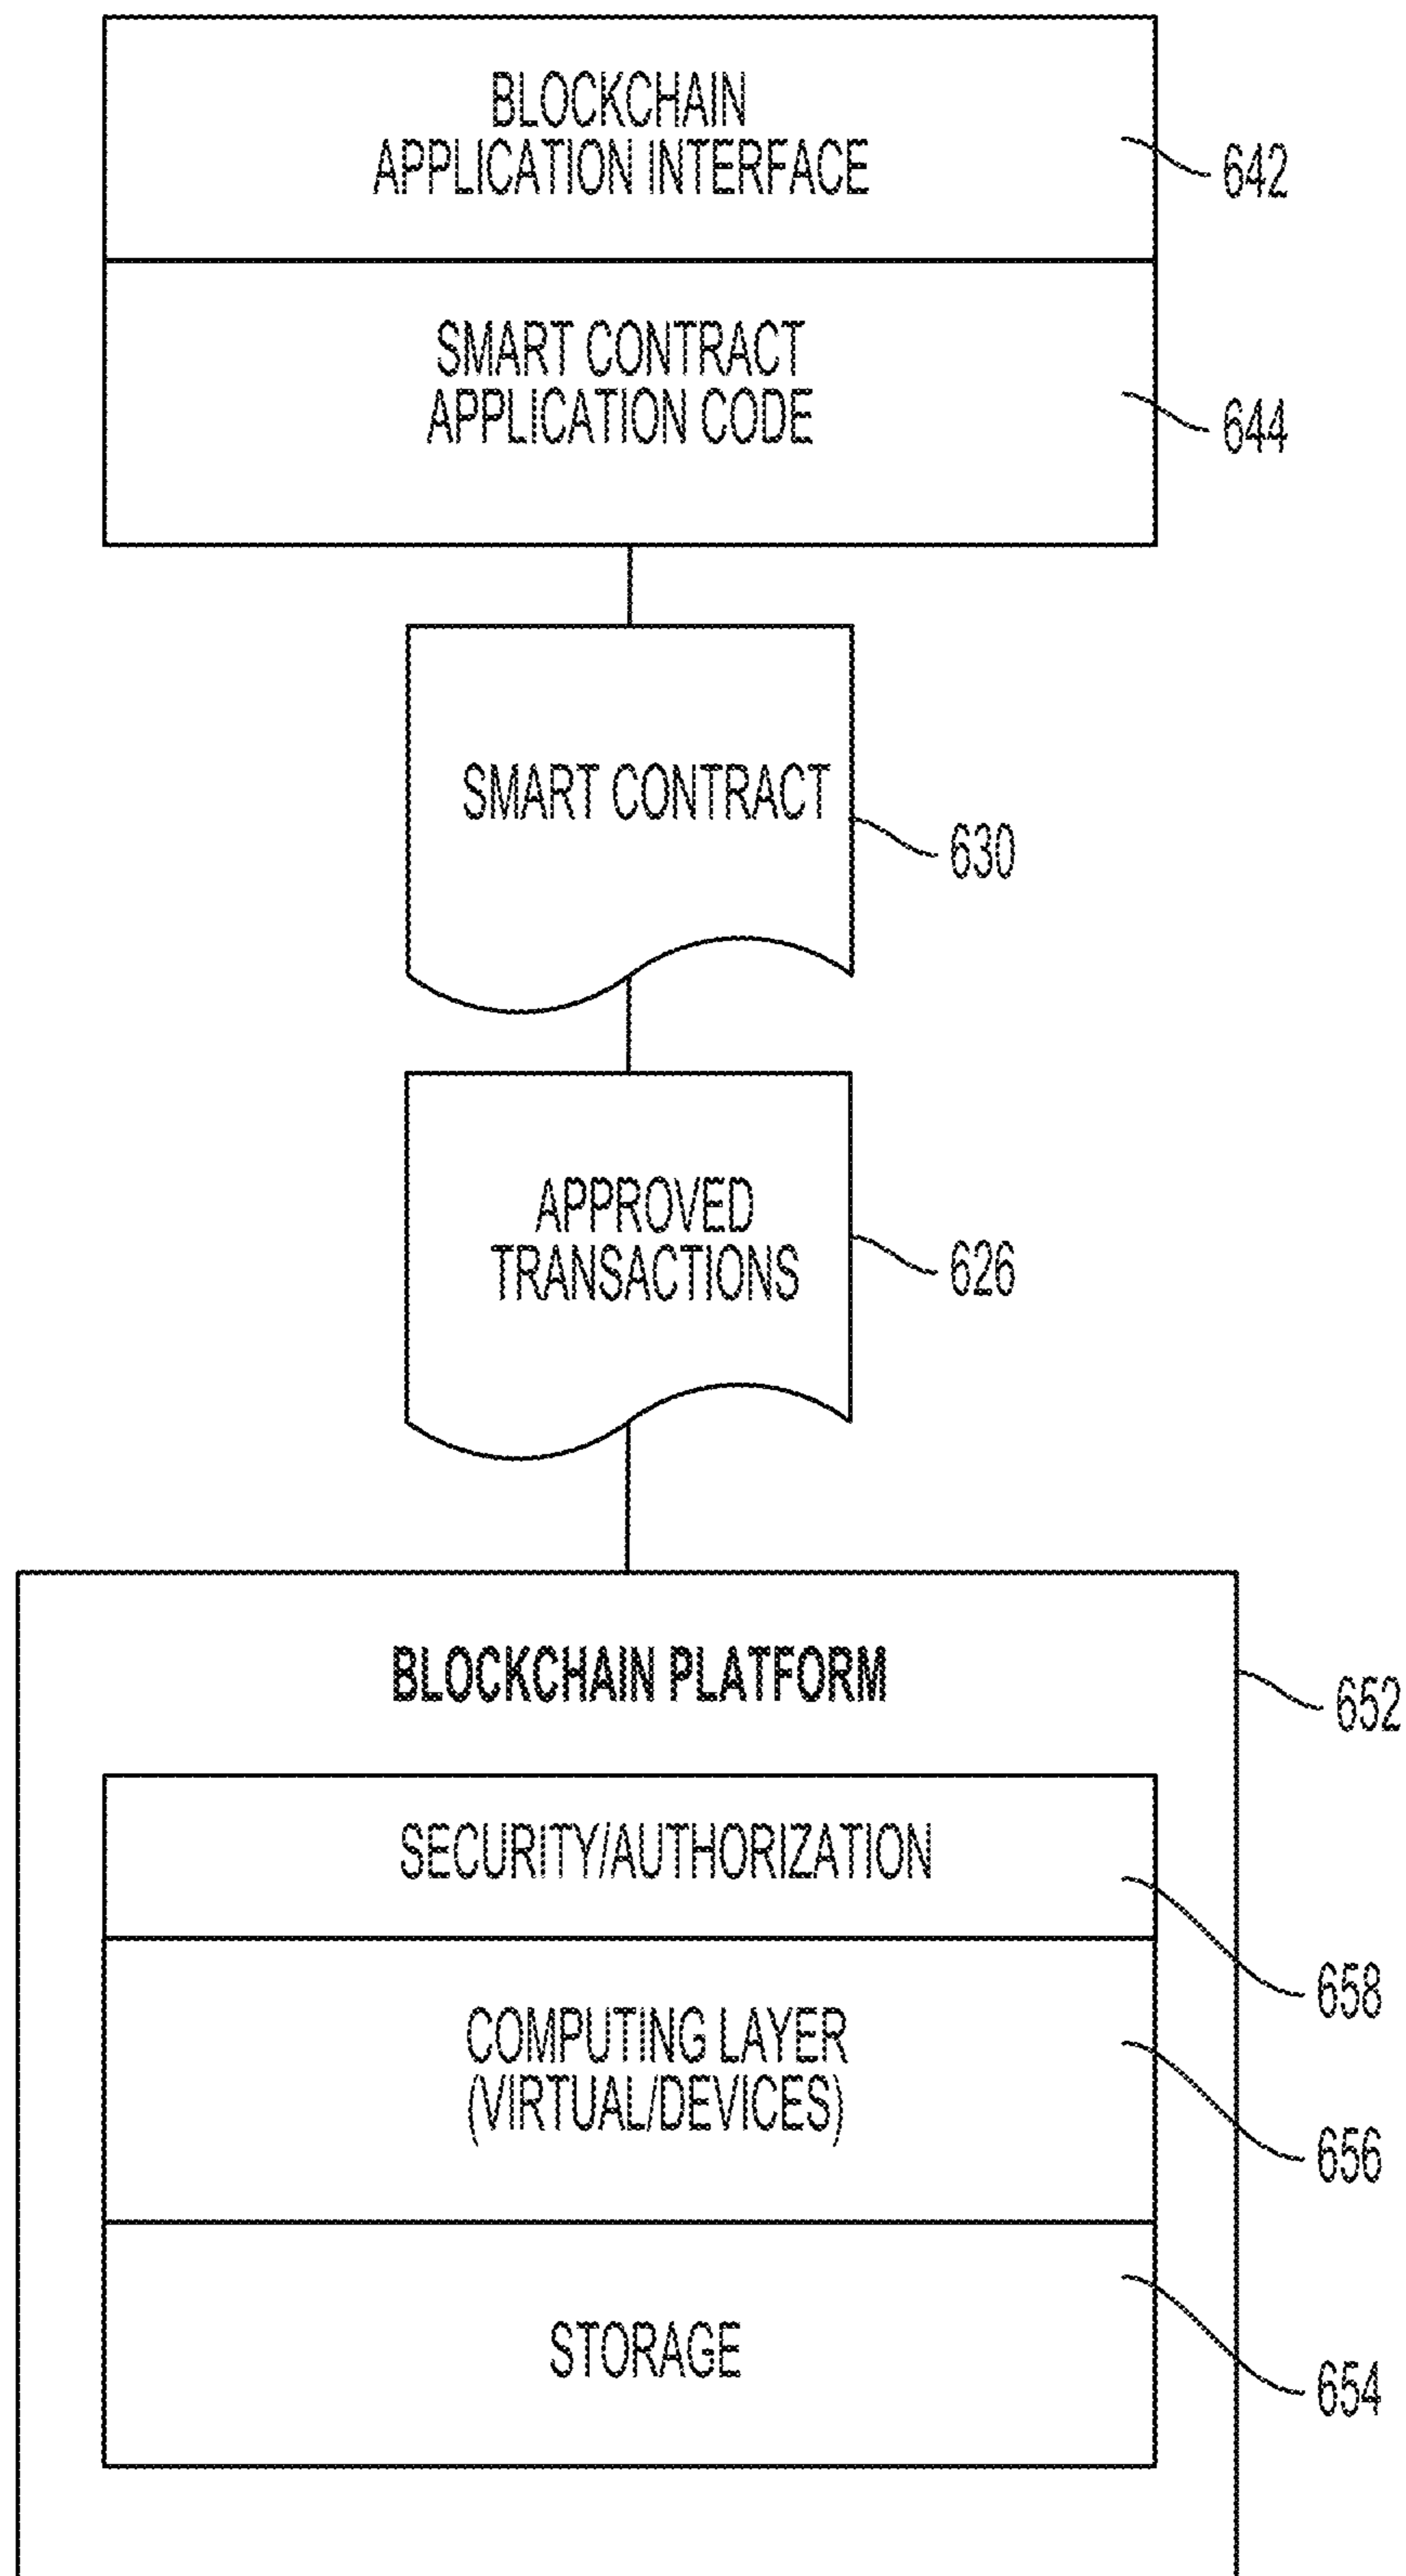 BLOCKCHAIN
APPLICATION INTERFACE
642
SMART CONTRACT
APPLICATION CODE
644
SMART CONTRACT
630
APPROVED
TRANSACTIONS
626
BLOCKCHAIN PLATFORM
652
SECURITY/AUTHORIZATION
658
COMPUTING LAYER
(VIRTUAL/DEVICES)
656
STORAGE
654